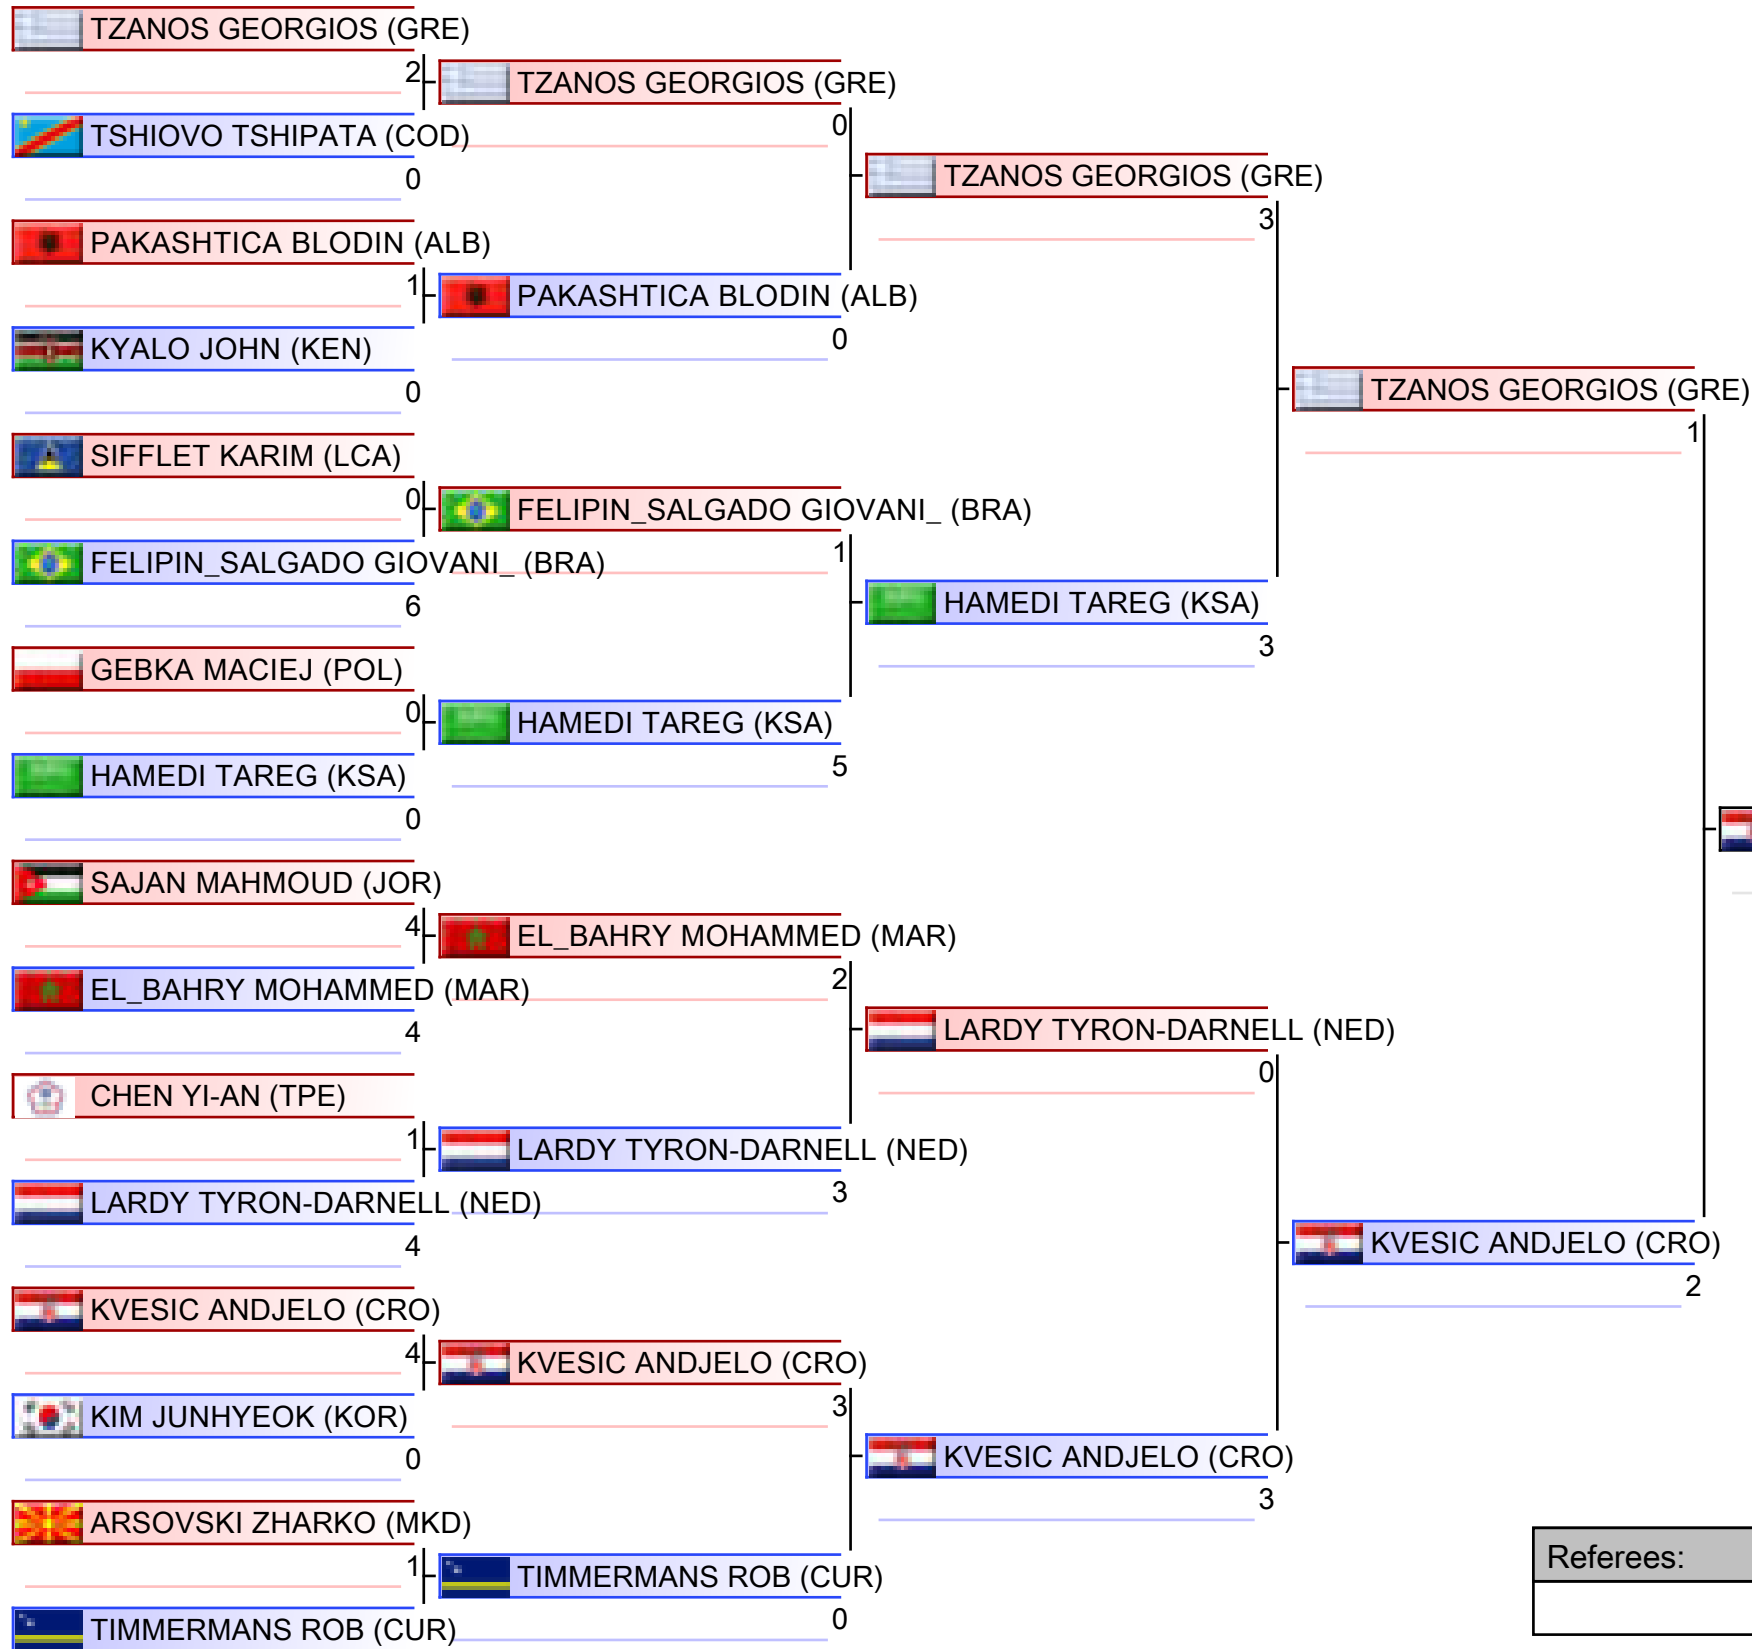 TZANOS GEORGIOS (GRE)
2
TSHIOVO TSHIPATA (COD)
0
PAKASHTICA BLODIN (ALB)
1
KYALO JOHN (KEN)
0
SIFFLET KARIM (LCA)
0
FELIPIN_SALGADO GIOVANI_ (BRA)
6
GEBKA MACIEJ (POL)
0
HAMEDI TAREG (KSA)
0
SAJAN MAHMOUD (JOR)
4
EL_BAHRY MOHAMMED (MAR)
4
CHEN YI-AN (TPE)
1
LARDY TYRON-DARNELL (NED)
4
KVESIC ANDJELO (CRO)
4
KIM JUNHYEOK (KOR)
0
ARSOVSKI ZHARKO (MKD)
1
TIMMERMANS ROB (CUR)
TZANOS GEORGIOS (GRE)
0
PAKASHTICA BLODIN (ALB)
0
FELIPIN_SALGADO GIOVANI_ (BRA)
1
HAMEDI TAREG (KSA)
5
EL_BAHRY MOHAMMED (MAR)
2
LARDY TYRON-DARNELL (NED)
3
KVESIC ANDJELO (CRO)
3
TIMMERMANS ROB (CUR)
0
TZANOS GEORGIOS (GRE)
3
HAMEDI TAREG (KSA)
3
LARDY TYRON-DARNELL (NED)
0
KVESIC ANDJELO (CRO)
3
TZANOS GEORGIOS (GRE)
1
KVESIC ANDJELO (CRO)
2
Referees: